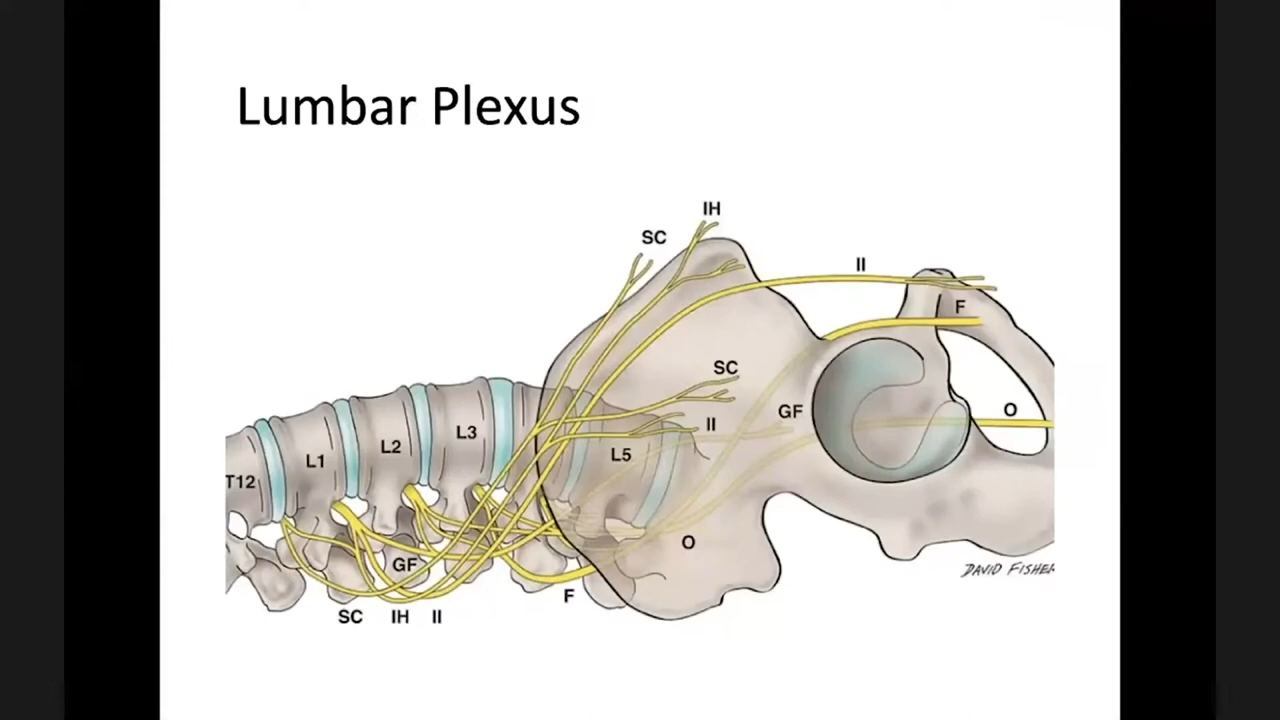 Lumbar Plexus
IH
SC
II
F
SC
GF
II
O
L3
L2
L1
L5
T12
O
GF
F
SC IH II
DAVID FISHER